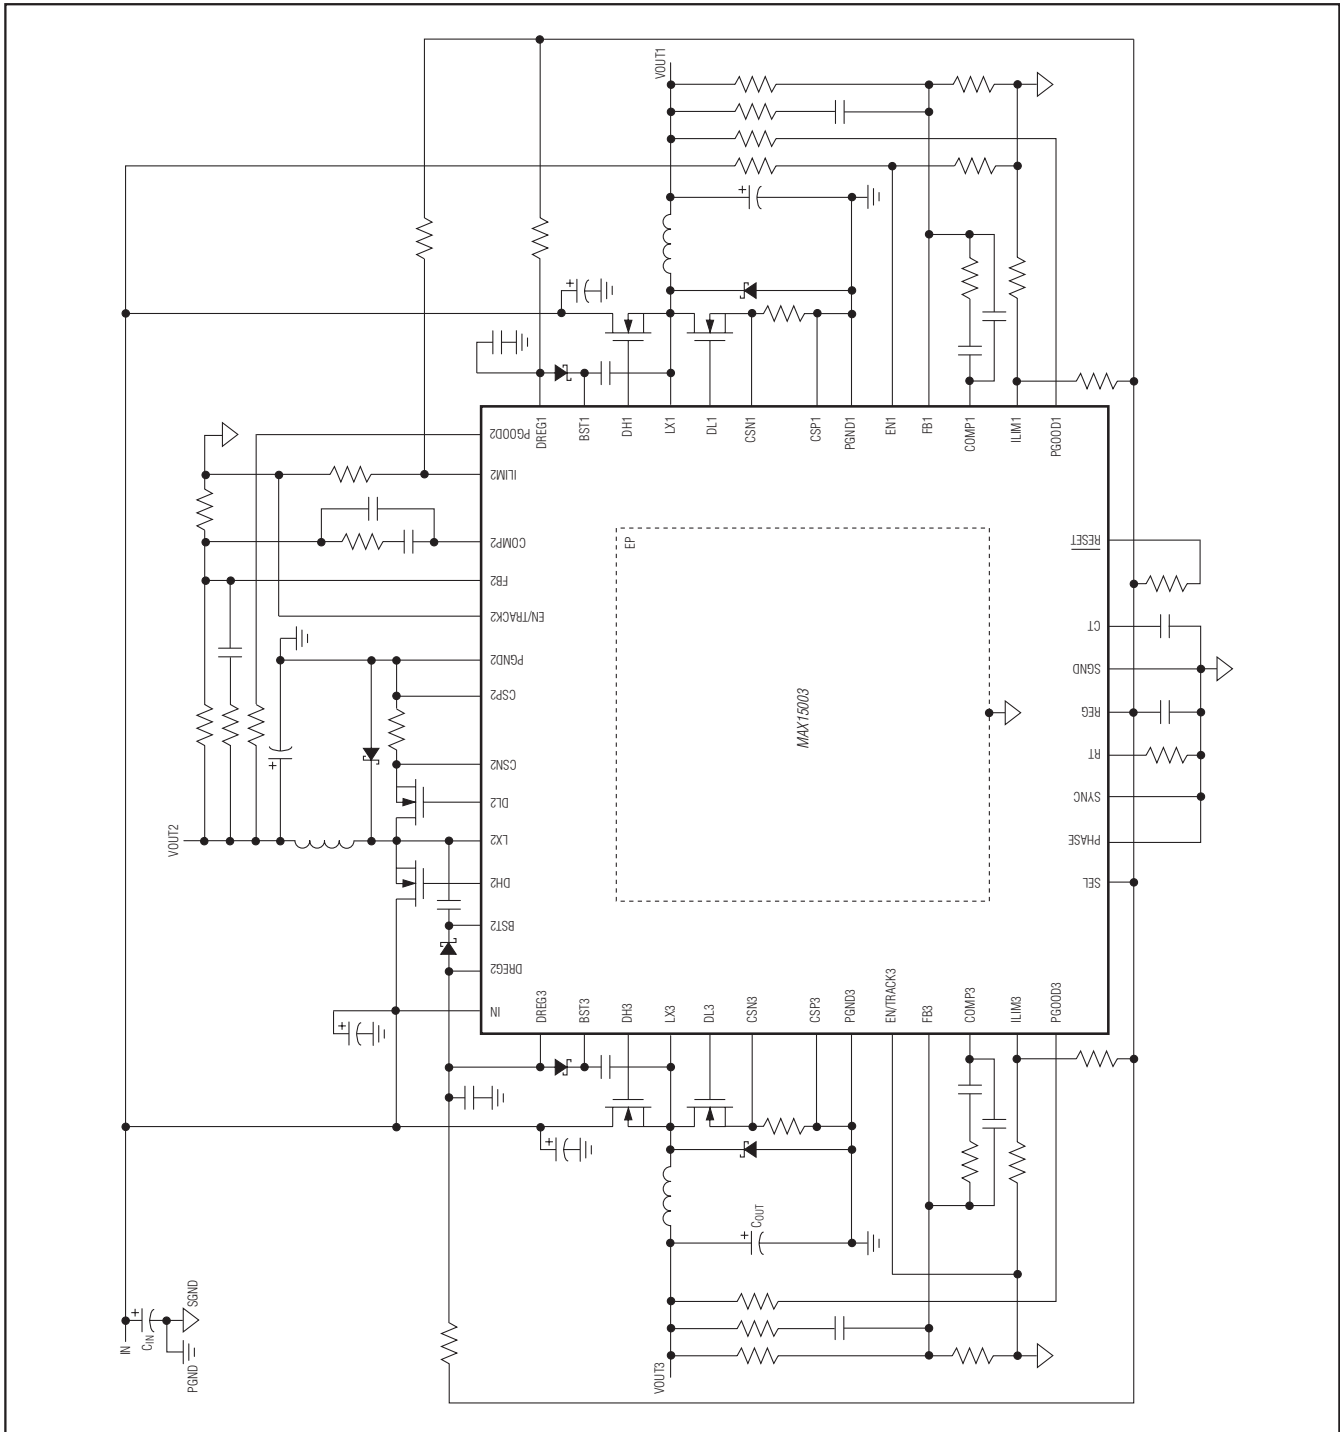 VOUT1
DREG1
BST1
DH1
LX1
DL1
CSN1
CSP1
PGND1
EN1
FB1
COMP1
ILIM1
PGOOD1
PGOOD2
ILIM2
COMP2
FB2
EN/TRACK2
PGND2
CSP2
CSN2
DL2
LX2
DH2
BST2
DREG2
IN
VOUT2
EP
MAX15003
RESET
CT
SGND
REG
RT
SYNC
PHASE
SEL
DREG3
BST3
DH3
LX3
DL3
CSN3
CSP3
PGND3
EN/TRACK3
FB3
COMP3
ILIM3
PGOOD3
+
+
+
+
+
+
+
COUT
VOUT3
IN
+
CIN
PGND
SGND